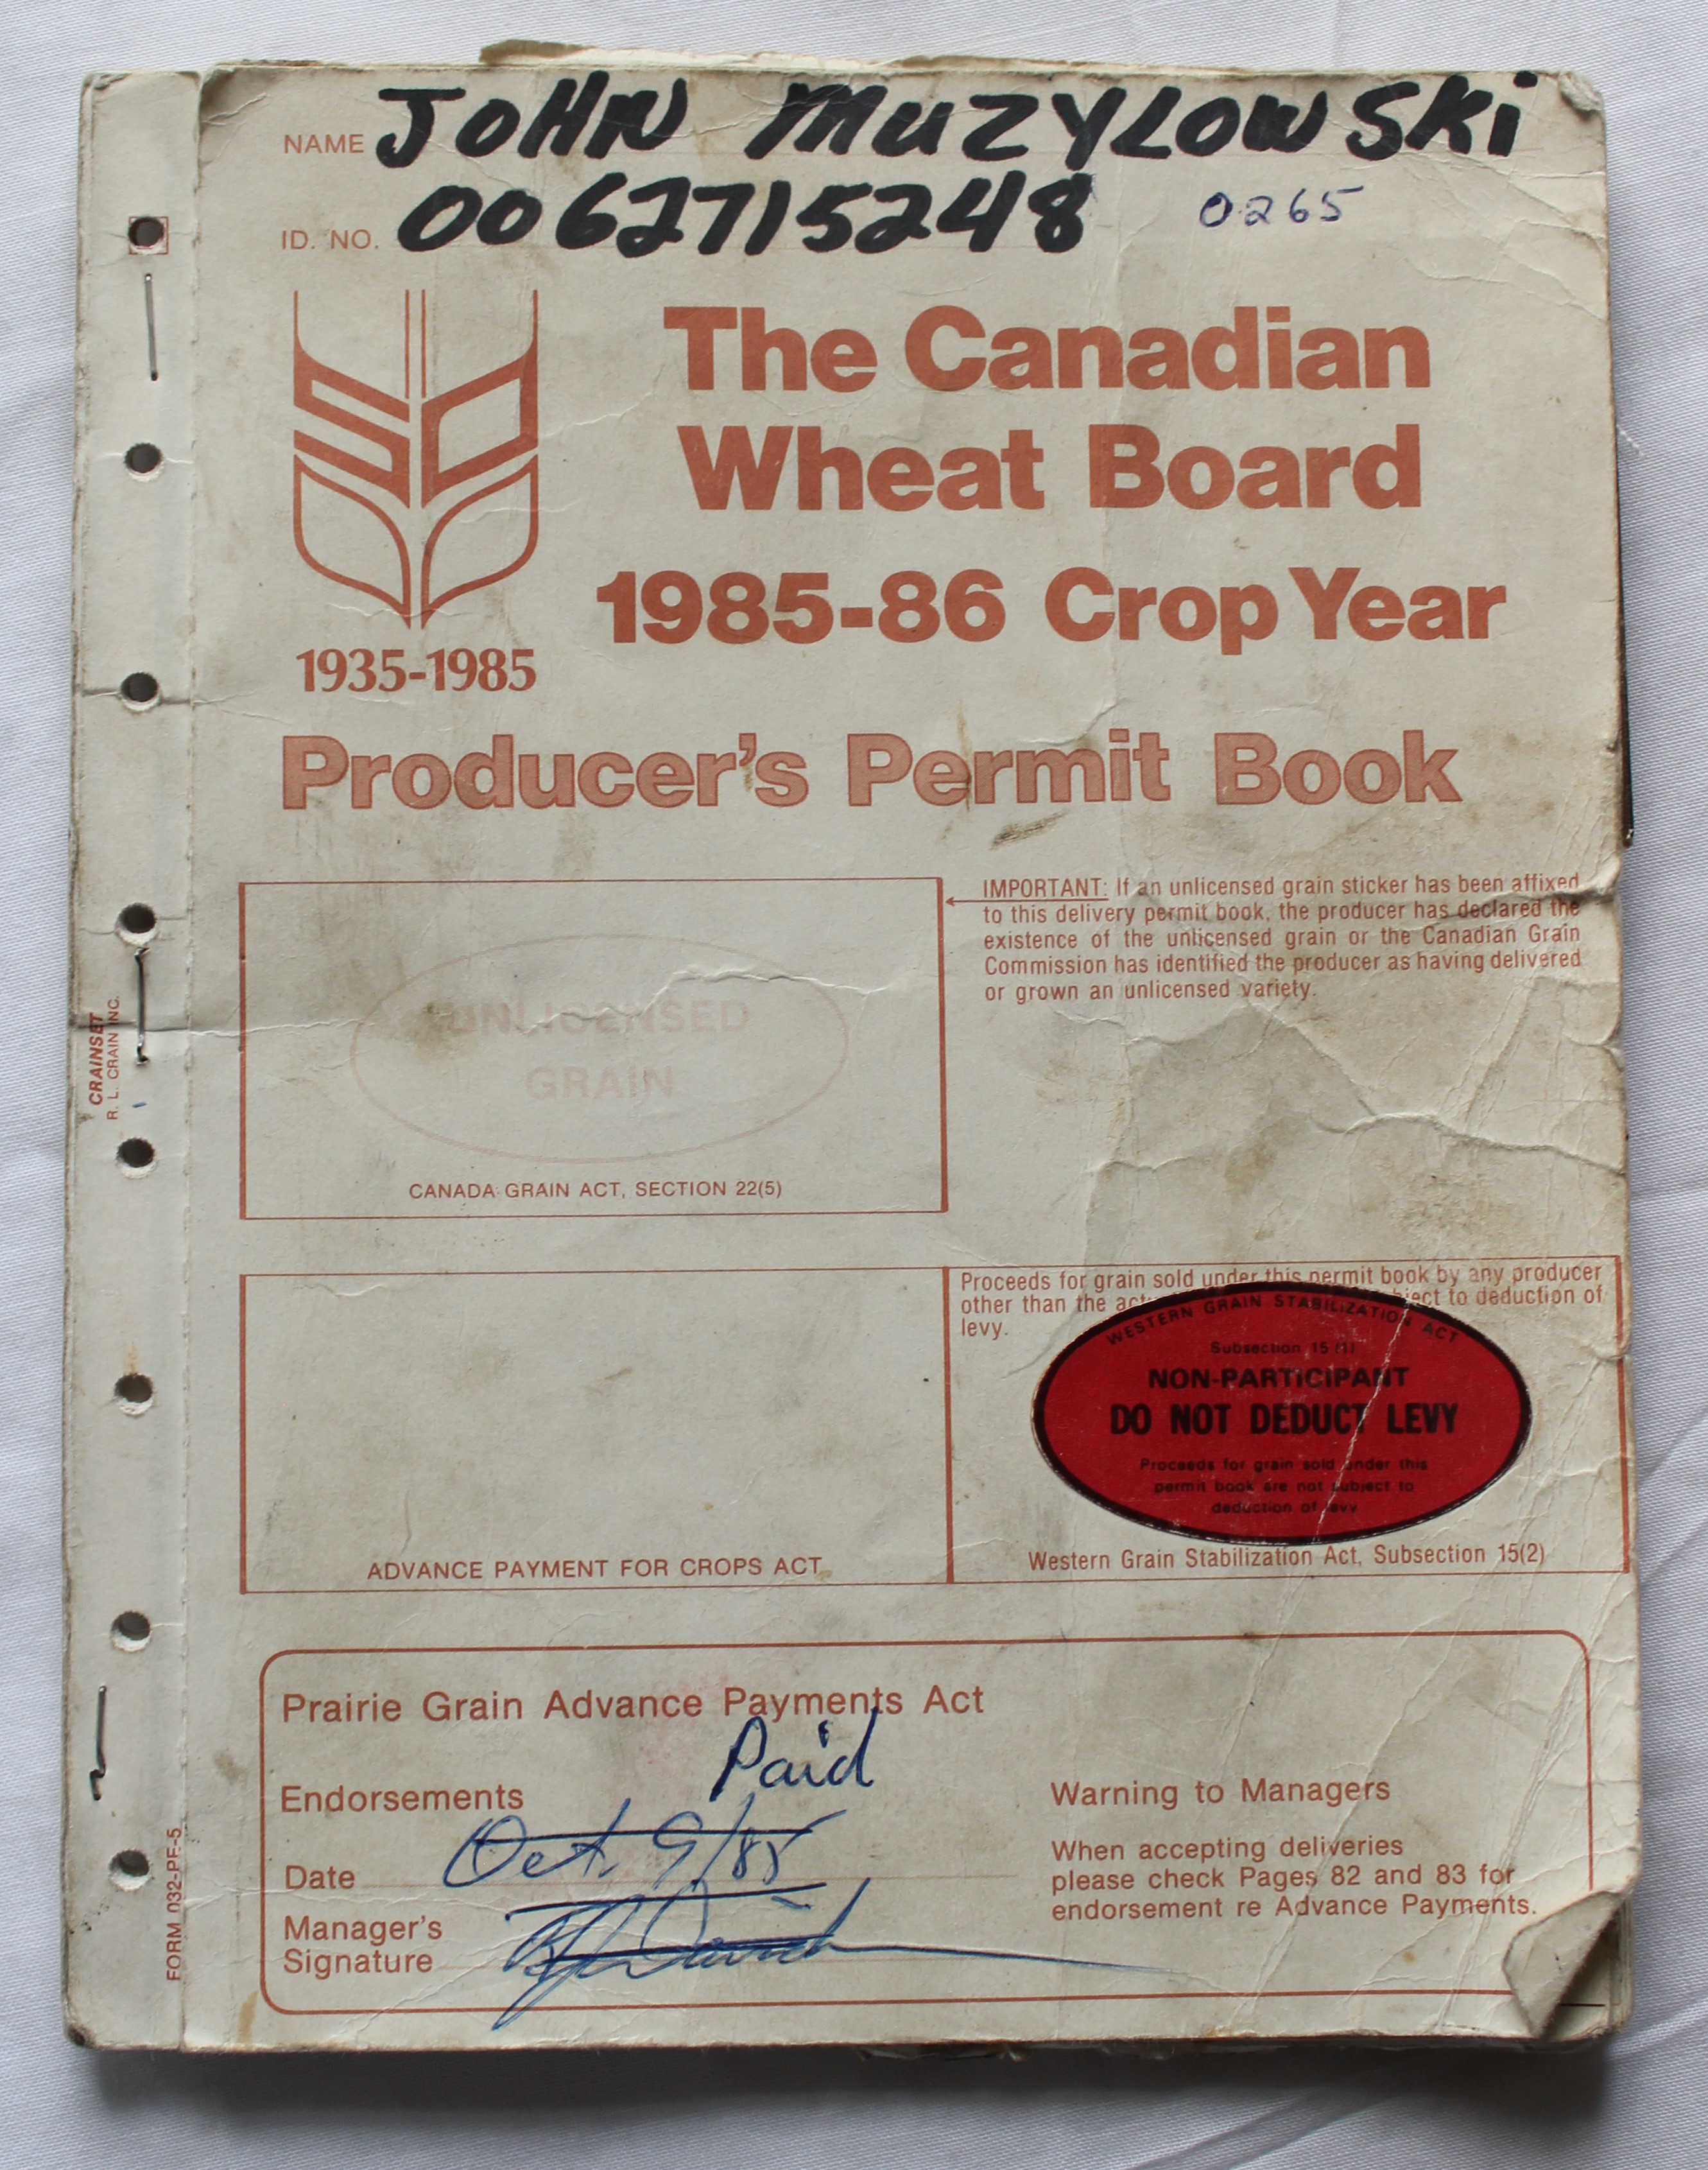 NAME JOHN MUZYLOWSKI
ID. NO. 0062715248 0265
The Canadian
Wheat Board
1985-86 Crop Year
1935-1985
Producer's Permit Book
IMPORTANT: If an unlicensed grain sticker has been affixed
to this delivery permit book, the producer has declared the
existence of the unlicensed grain or the Canadian Grain
Commission has identified the producer as having delivered
or grown an unlicensed variety.
UNLICENSED
GRAIN
CANADA GRAIN ACT, SECTION 22(5)
CRAINSET
R. L. CRAIN INC.
Proceeds for grain sold under this permit book by any producer
other than the subject to deduction of
levy.
WESTERN GRAIN STABILIZATION ACT
Subsection 15 (1)
NON-PARTICIPANT
DO NOT DEDUCT LEVY
Proceeds for grain sold under this
permit book are not subject to
deduction of levy
Western Grain Stabilization Act, Subsection 15(2)
ADVANCE PAYMENT FOR CROPS ACT
Prairie Grain Advance Payments Act
Paid
Endorsements
Date Oct. 9/85
Manager's
Signature
Warning to Managers
When accepting deliveries
please check Pages 82 and 83 for
endorsement re Advance Payments.
FORM 032-PF-5